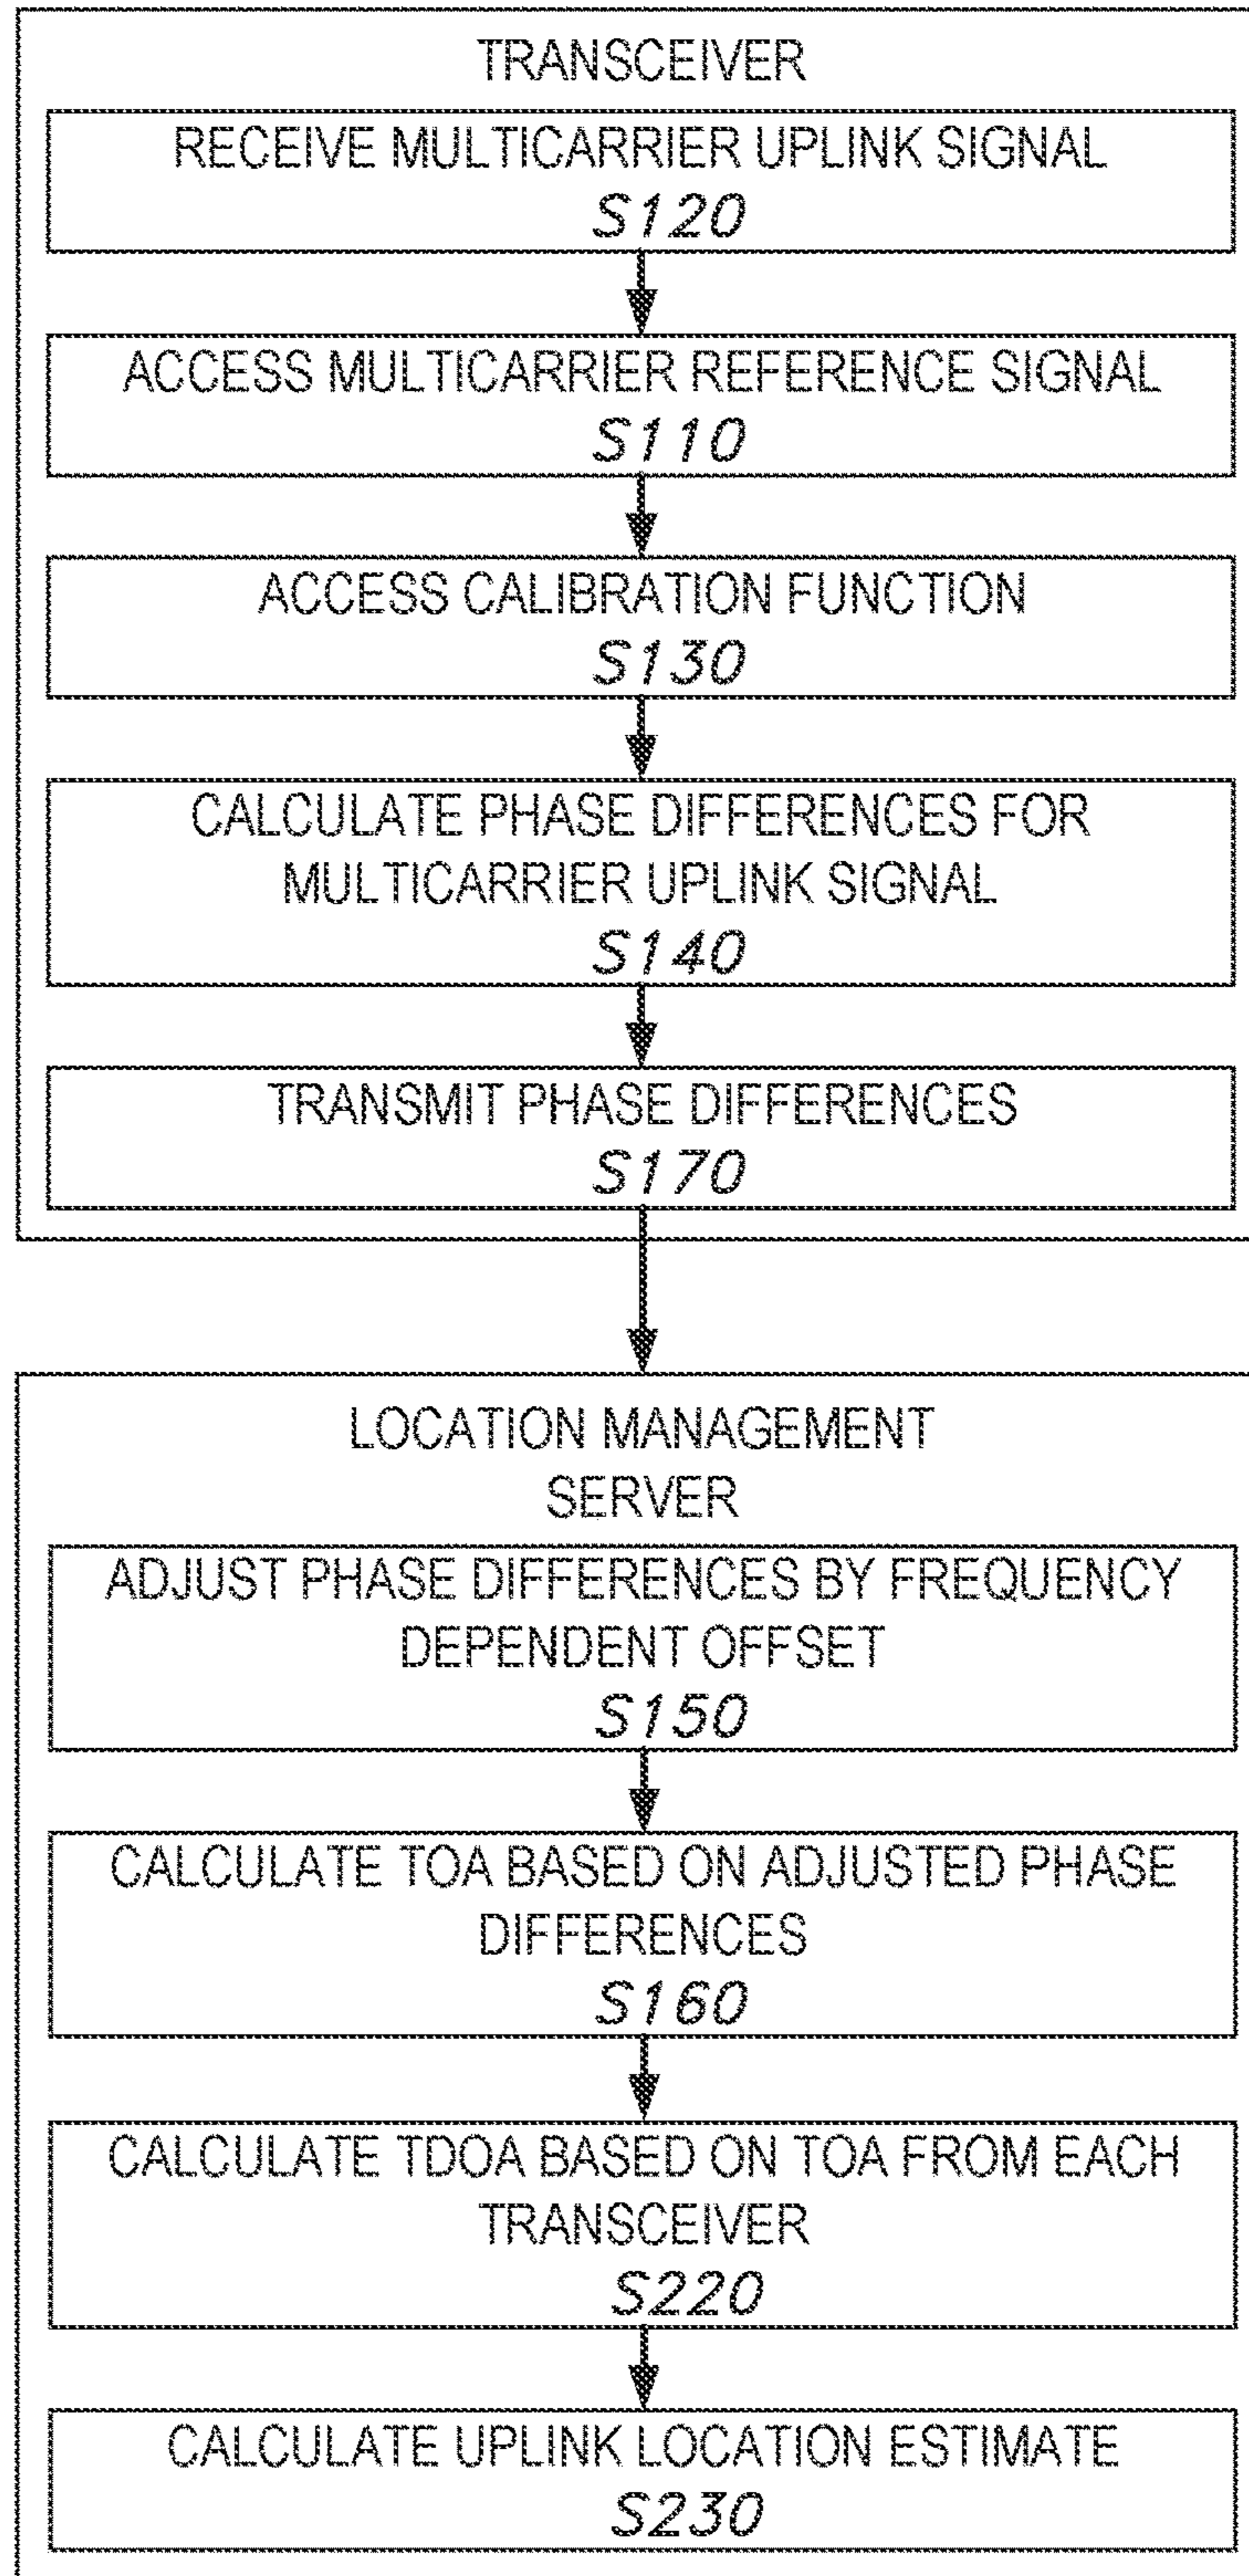 TRANSCEIVER
RECEIVE MULTICARRIER UPLINK SIGNAL
S120
ACCESS MULTICARRIER REFERENCE SIGNAL
S110
ACCESS CALIBRATION FUNCTION
S130
CALCULATE PHASE DIFFERENCES FOR
MULTICARRIER UPLINK SIGNAL
S140
TRANSMIT PHASE DIFFERENCES
S170
LOCATION MANAGEMENT
SERVER
ADJUST PHASE DIFFERENCES BY FREQUENCY
DEPENDENT OFFSET
S150
CALCULATE TOA BASED ON ADJUSTED PHASE
DIFFERENCES
S160
CALCULATE TDOA BASED ON TOA FROM EACH
TRANSCEIVER
S220
CALCULATE UPLINK LOCATION ESTIMATE
S230